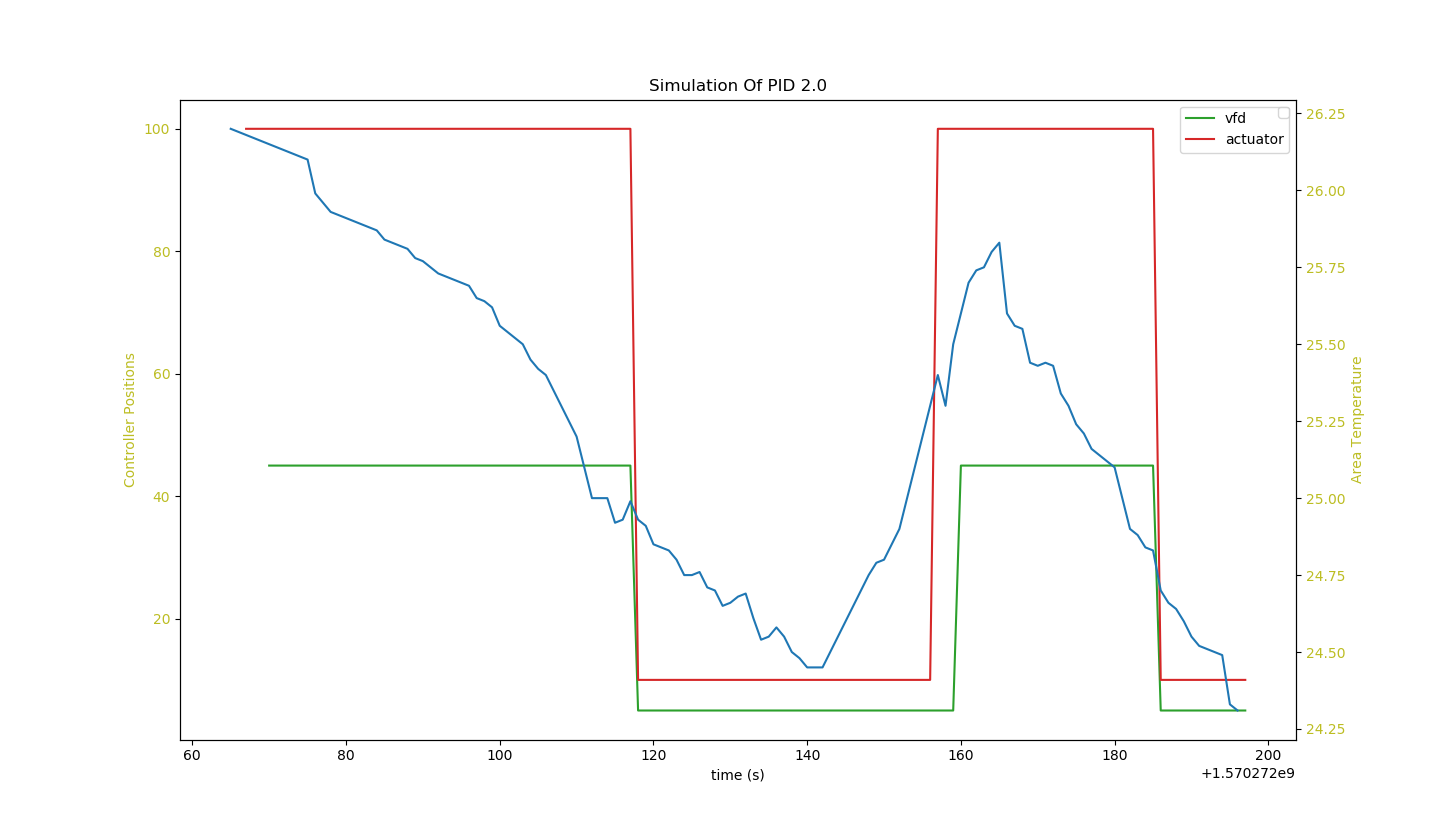 Simulation Of PID 2.0
vfd
actuator
100
80
60
40
20
Controller Positions
26.25
26.00
25.75
25.50
25.25
25.00
24.75
24.50
24.25
Area Temperature
60 80 100 120 140 160 180 200
time (s)
+1.570272e9